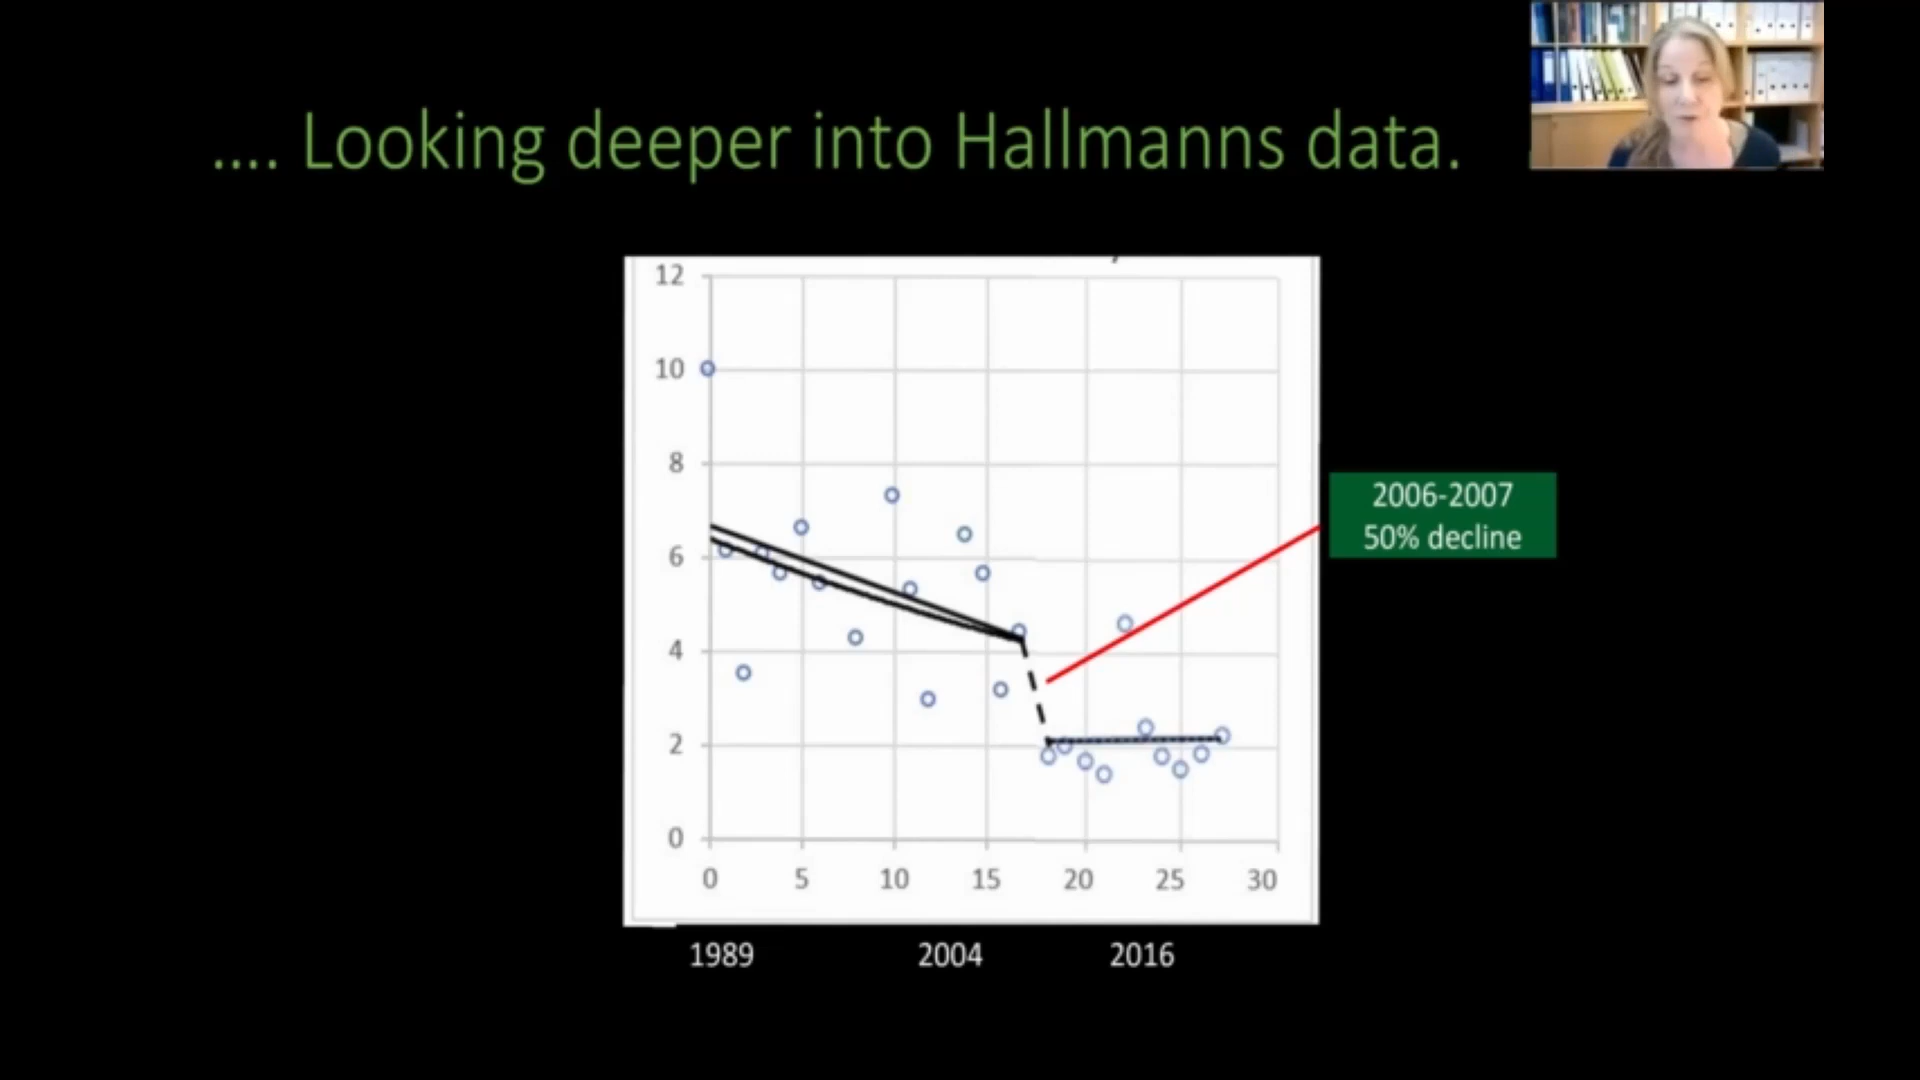 .... Looking deeper into Hallmanns data.
12
10
8
6
4
2
0
0 5 10 15 20 25 30
2006-2007
50% decline
1989 2004 2016